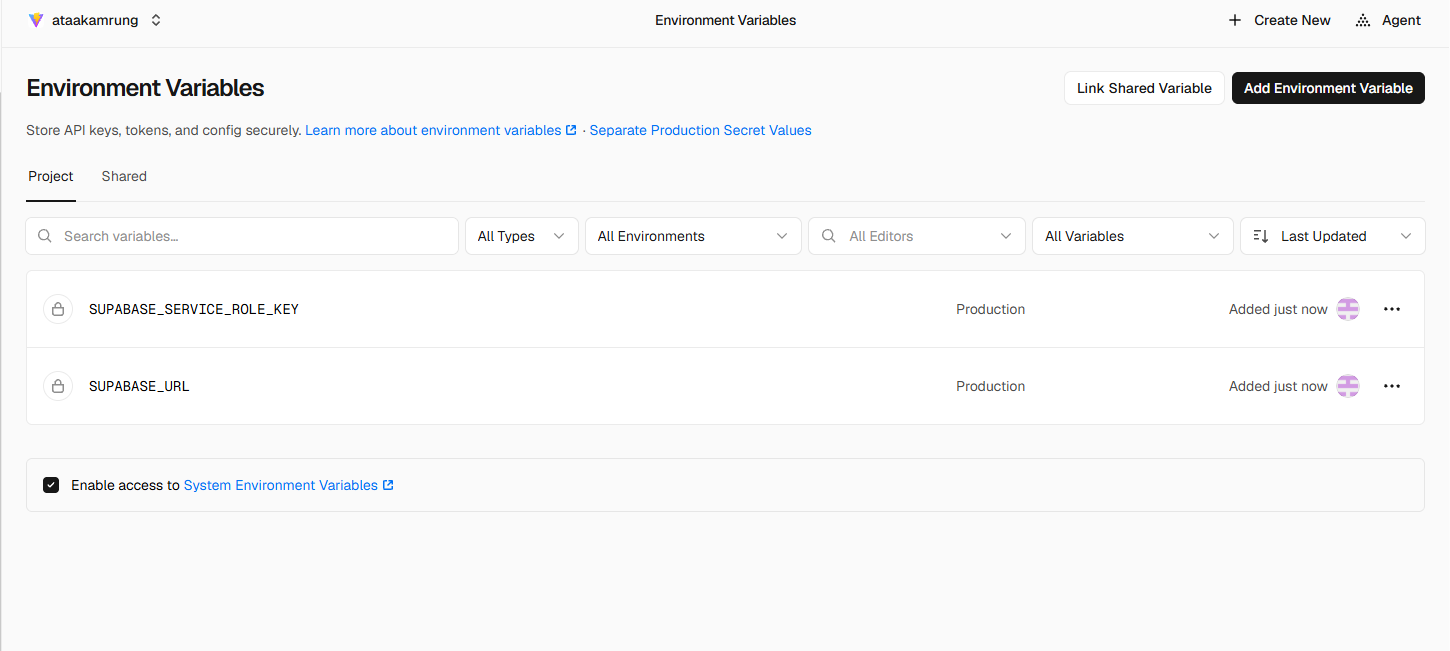 ataakamrung Environment Variables Create New Agent
Environment Variables Link Shared Variable Add Environment Variable
Store API keys, tokens, and config securely. Learn more about environment variables · Separate Production Secret Values
Project Shared
Search variables... All Types All Environments All Editors All Variables Last Updated
SUPABASE_SERVICE_ROLE_KEY Production Added just now
SUPABASE_URL Production Added just now
Enable access to System Environment Variables